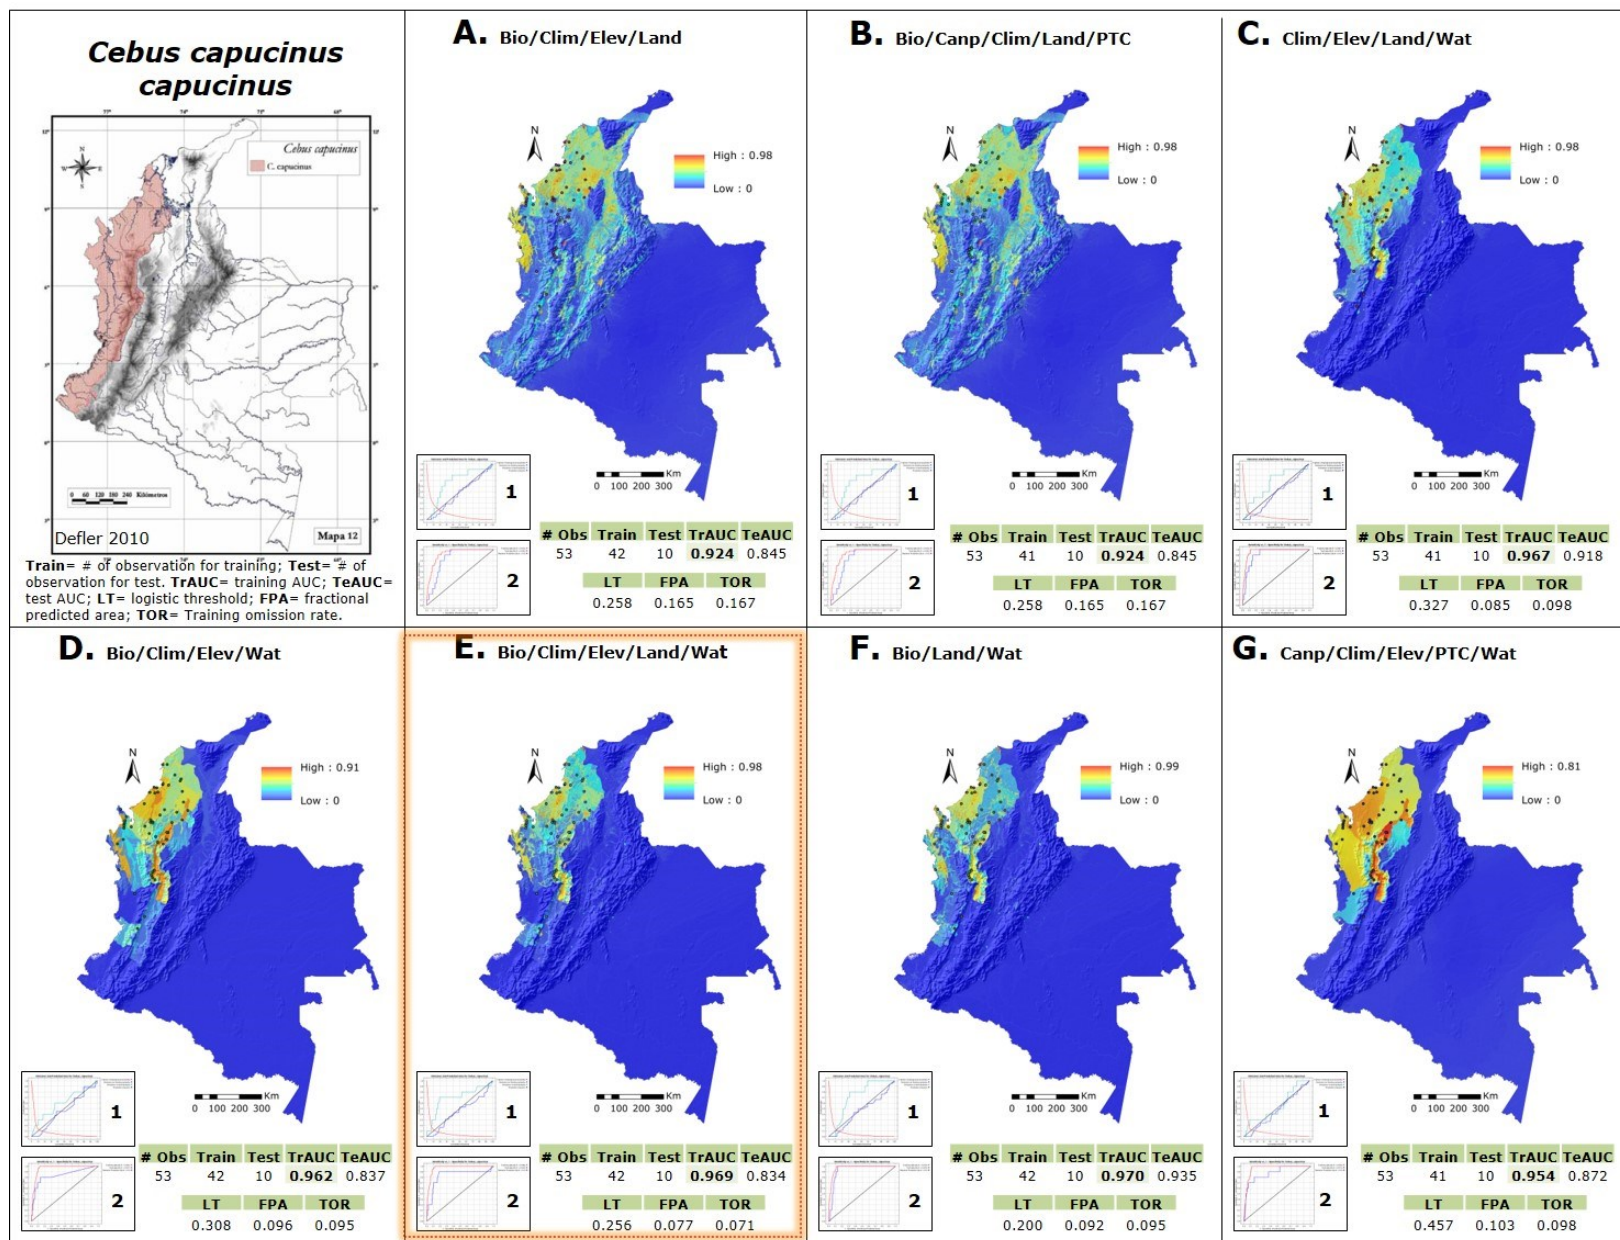 Cebus capucinus
capucinus
77° 74° 71° 68°
Cebus capucinus
C. capucinus
N
W E
S
0 60 120 180 240 Kilómetros
Defler 2010
Mapa 12
Train= # of observation for training; Test= # of
observation for test. TrAUC= training AUC; TeAUC=
test AUC; LT= logistic threshold; FPA= fractional
predicted area; TOR= Training omission rate.
A. Bio/Clim/Elev/Land
N
High : 0.98
Low : 0
Km
0 100 200 300
1
2
# Obs Train Test TrAUC TeAUC
53 42 10 0.924 0.845
LT FPA TOR
0.258 0.165 0.167
B. Bio/Canp/Clim/Land/PTC
N
High : 0.98
Low : 0
Km
0 100 200 300
1
2
# Obs Train Test TrAUC TeAUC
53 41 10 0.924 0.845
LT FPA TOR
0.258 0.165 0.167
C. Clim/Elev/Land/Wat
N
High : 0.98
Low : 0
Km
0 100 200 300
1
2
# Obs Train Test TrAUC TeAUC
53 41 10 0.967 0.918
LT FPA TOR
0.327 0.085 0.098
D. Bio/Clim/Elev/Wat
N
High : 0.91
Low : 0
Km
0 100 200 300
1
2
# Obs Train Test TrAUC TeAUC
53 42 10 0.962 0.837
LT FPA TOR
0.308 0.096 0.095
E. Bio/Clim/Elev/Land/Wat
N
High : 0.98
Low : 0
Km
0 100 200 300
1
2
# Obs Train Test TrAUC TeAUC
53 42 10 0.969 0.834
LT FPA TOR
0.256 0.077 0.071
F. Bio/Land/Wat
N
High : 0.99
Low : 0
Km
0 100 200 300
1
2
# Obs Train Test TrAUC TeAUC
53 42 10 0.970 0.935
LT FPA TOR
0.200 0.092 0.095
G. Canp/Clim/Elev/PTC/Wat
N
High : 0.81
Low : 0
Km
0 100 200 300
1
2
# Obs Train Test TrAUC TeAUC
53 41 10 0.954 0.872
LT FPA TOR
0.457 0.103 0.098